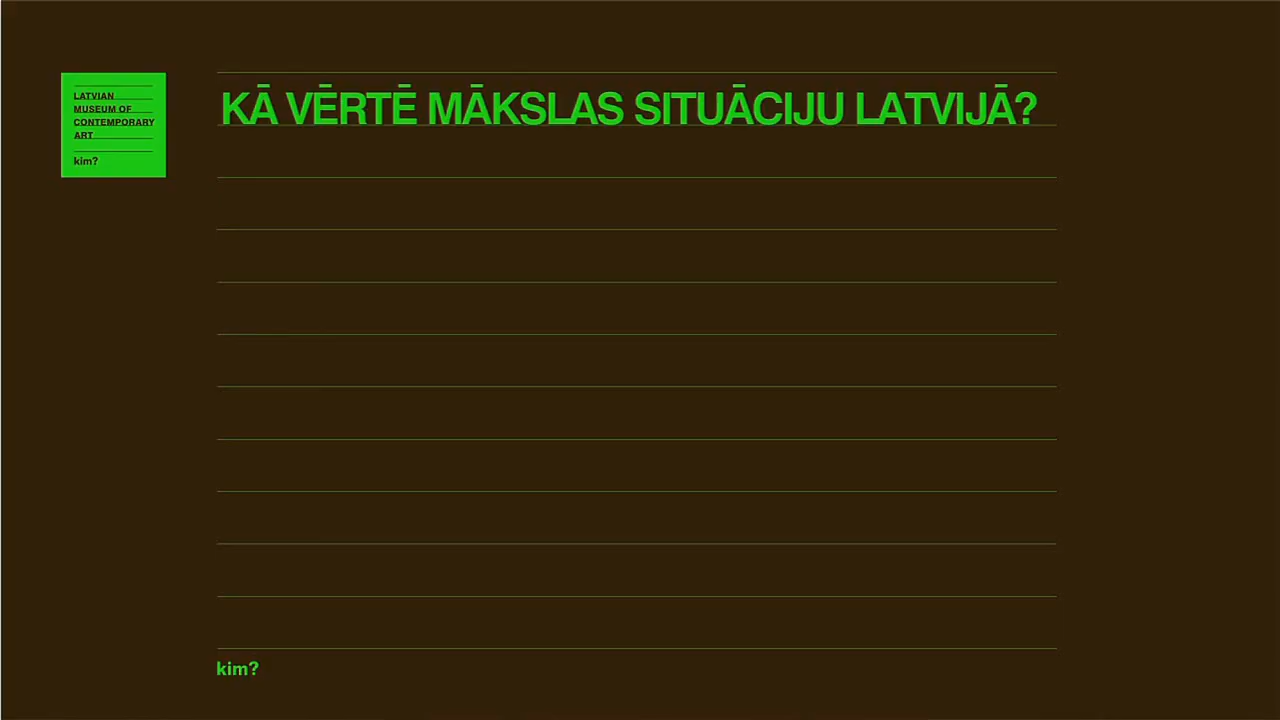 LATVIAN
MUSEUM OF
CONTEMPORARY
ART
kim?
KĀ VĒRTĒ MĀKSLAS SITUĀCIJU LATVIJĀ?
kim?